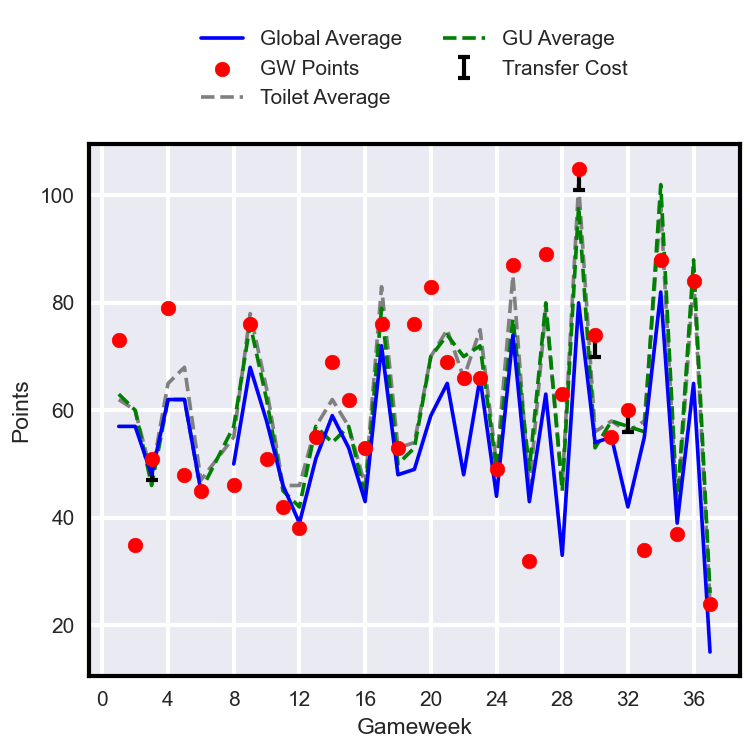 Global Average
GW Points
Toilet Average
GU Average
Transfer Cost
100
80
60
40
20
Points
0 4 8 12 16 20 24 28 32 36
Gameweek